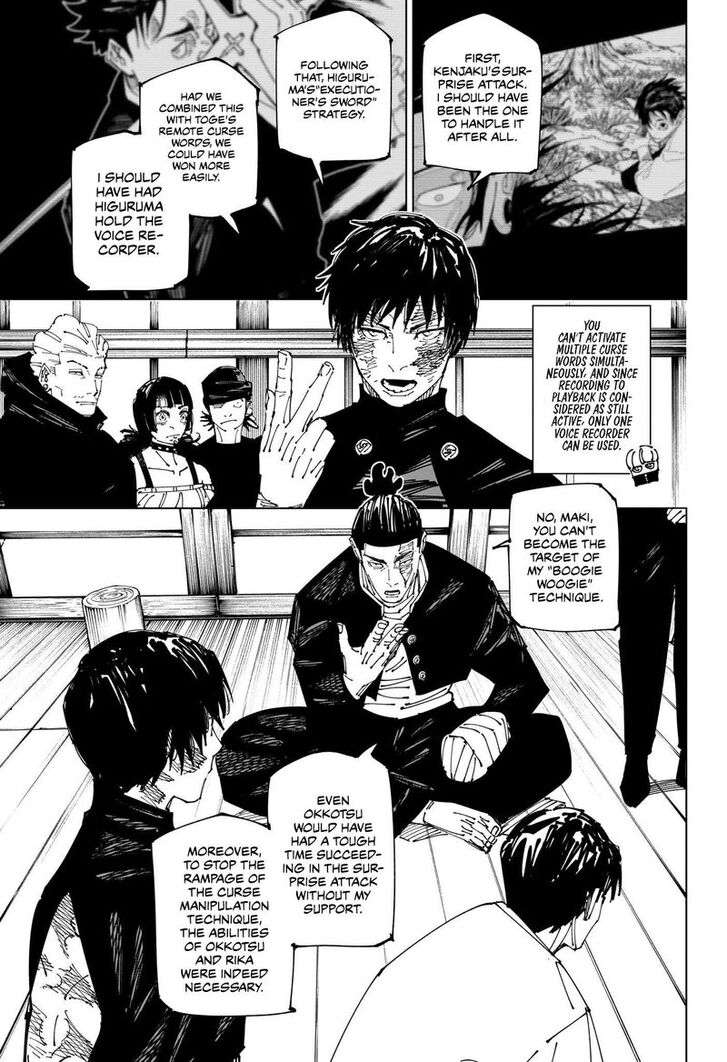 FIRST,
KENJAKU'S SUR-
PRISE ATTACK.
I SHOULD HAVE
BEEN THE ONE
TO HANDLE IT
AFTER ALL.
FOLLOWING
THAT, HIGURU-
MA'S"EXECUTIO-
NER'S SWORD"
STRATEGY.
HAD WE
COMBINED THIS
WITH TOGE'S
REMOTE CURSE
WORDS, WE
COULD HAVE
WON MORE
EASILY.
I SHOULD
HAVE HAD
HIGURUMA
HOLD THE
VOICE RE-
CORDER.
YOU
CAN'T ACTIVATE
MULTIPLE CURSE
WORDS SIMULTA-
NEOUSLY, AND SINCE
RECORDING TO
PLAYBACK IS CON-
SIDERED AS STILL
ACTIVE, ONLY ONE
VOICE RECORDER
CAN BE USED.
NO, MAKI,
YOU CAN'T
BECOME THE
TARGET OF
MY "BOOGIE
WOOGIE"
TECHNIQUE.
EVEN
OKKOTSU
WOULD HAVE
HAD A TOUGH
TIME SUCCEED-
ING IN THE SUR-
PRISE ATTACK
WITHOUT MY
SUPPORT.
MOREOVER,
TO STOP THE
RAMPAGE OF
THE CURSE
MANIPULATION
TECHNIQUE,
THE ABILITIES
OF OKKOTSU
AND RIKA
WERE INDEED
NECESSARY.